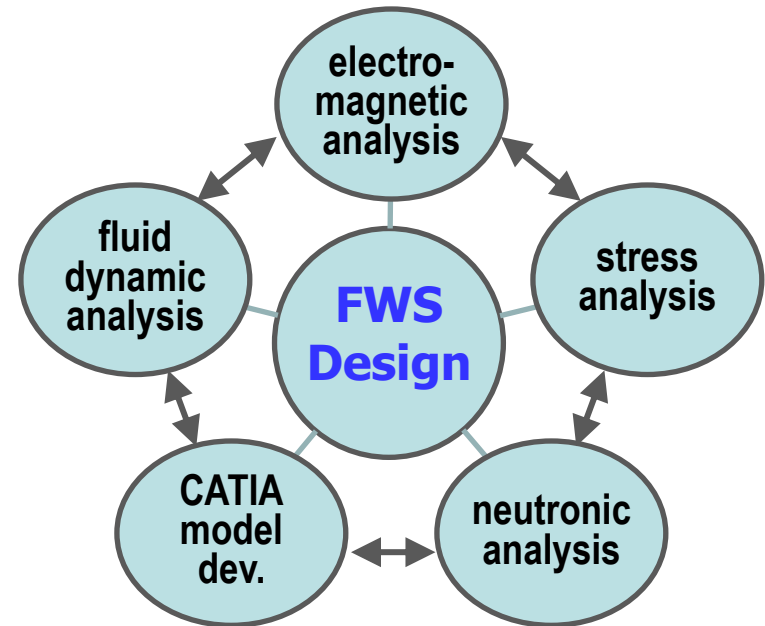 electro-
magnetic
analysis
fluid
dynamic
analysis
stress
analysis
FWS
Design
CATIA
model
dev.
neutronic
analysis